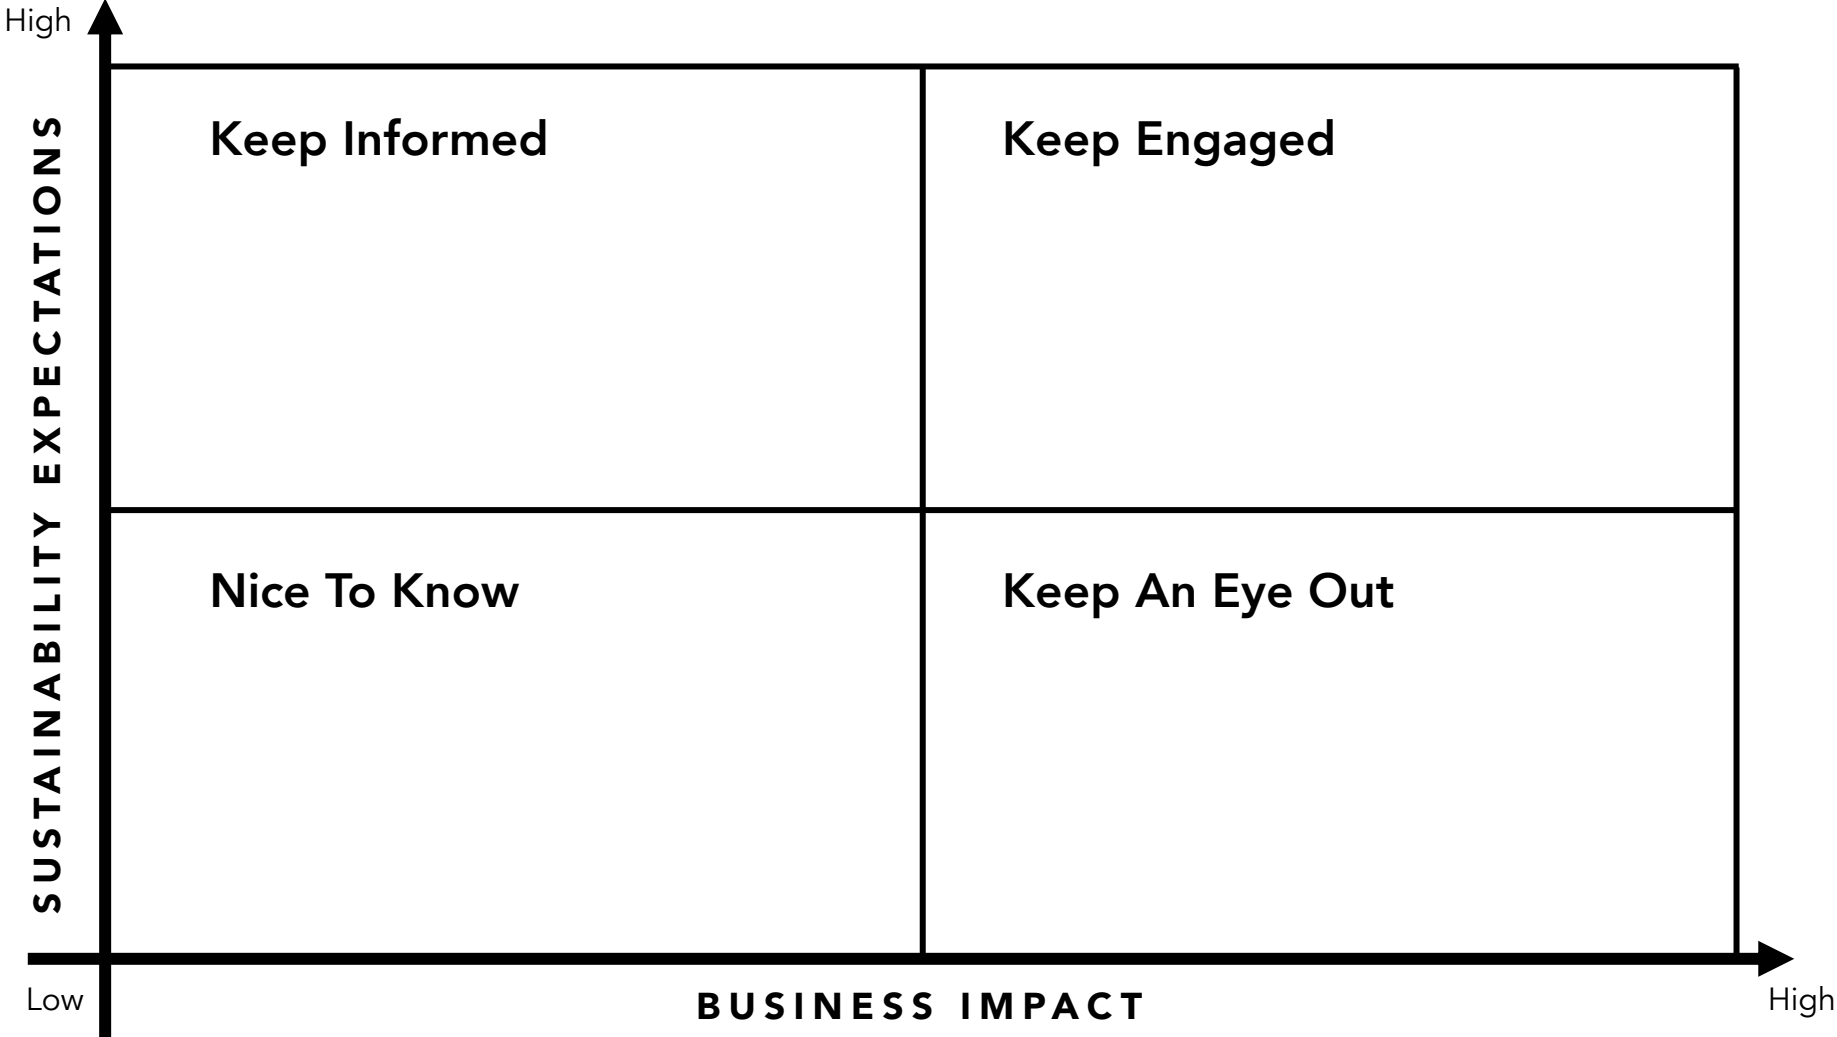 High
SUSTAINABILITY EXPECTATIONS
Keep Informed
Keep Engaged
Nice To Know
Keep An Eye Out
Low
BUSINESS IMPACT
High